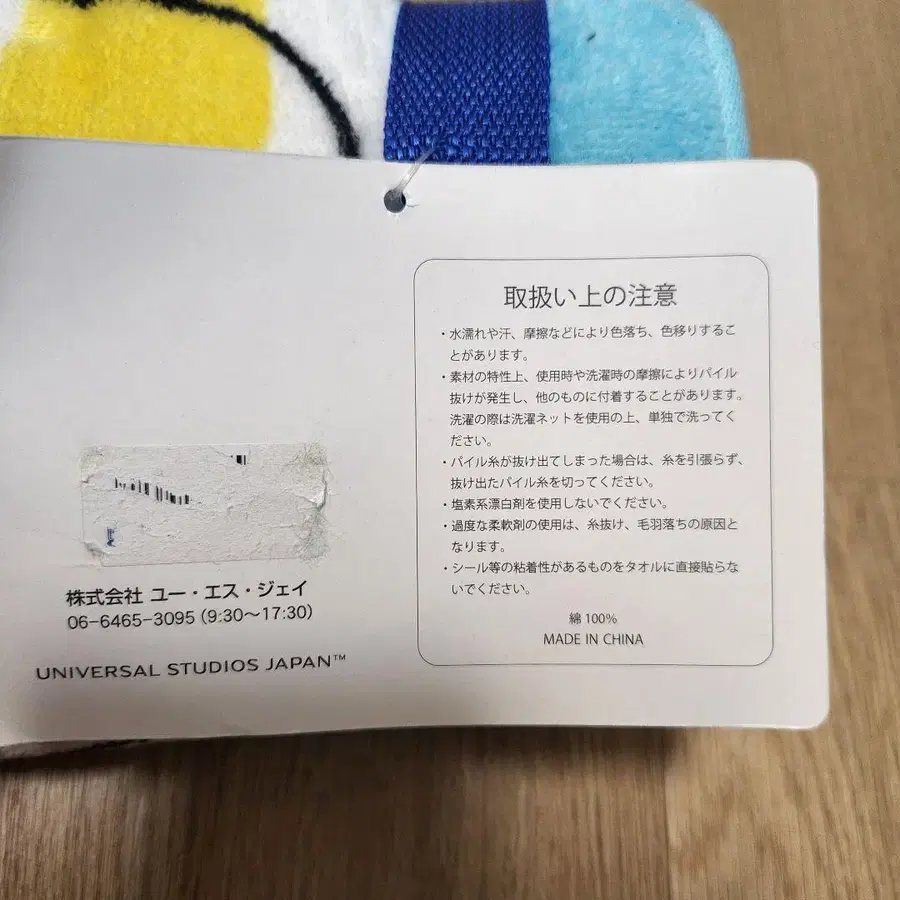 取扱い上の注意
・水濡れや汗、摩擦などにより色落ち、色移りするこ
とがあります。
・素材の特性上、使用時や洗濯時の摩擦によりパイル
抜けが発生し、他のものに付着することがあります。
洗濯の際は洗濯ネットを使用の上、単独で洗ってく
ださい。
・パイル糸が抜け出てしまった場合は、糸を引張らず、
抜け出たパイル糸を切ってください。
・塩素系漂白剤を使用しないでください。
・過度な柔軟剤の使用は、糸抜け、毛羽落ちの原因と
なります。
・シール等の粘着性があるものをタオルに直接貼らな
いでください。
綿 100%
MADE IN CHINA
株式会社 ユー・エス・ジェイ
06-6465-3095 (9:30〜17:30)
UNIVERSAL STUDIOS JAPAN™